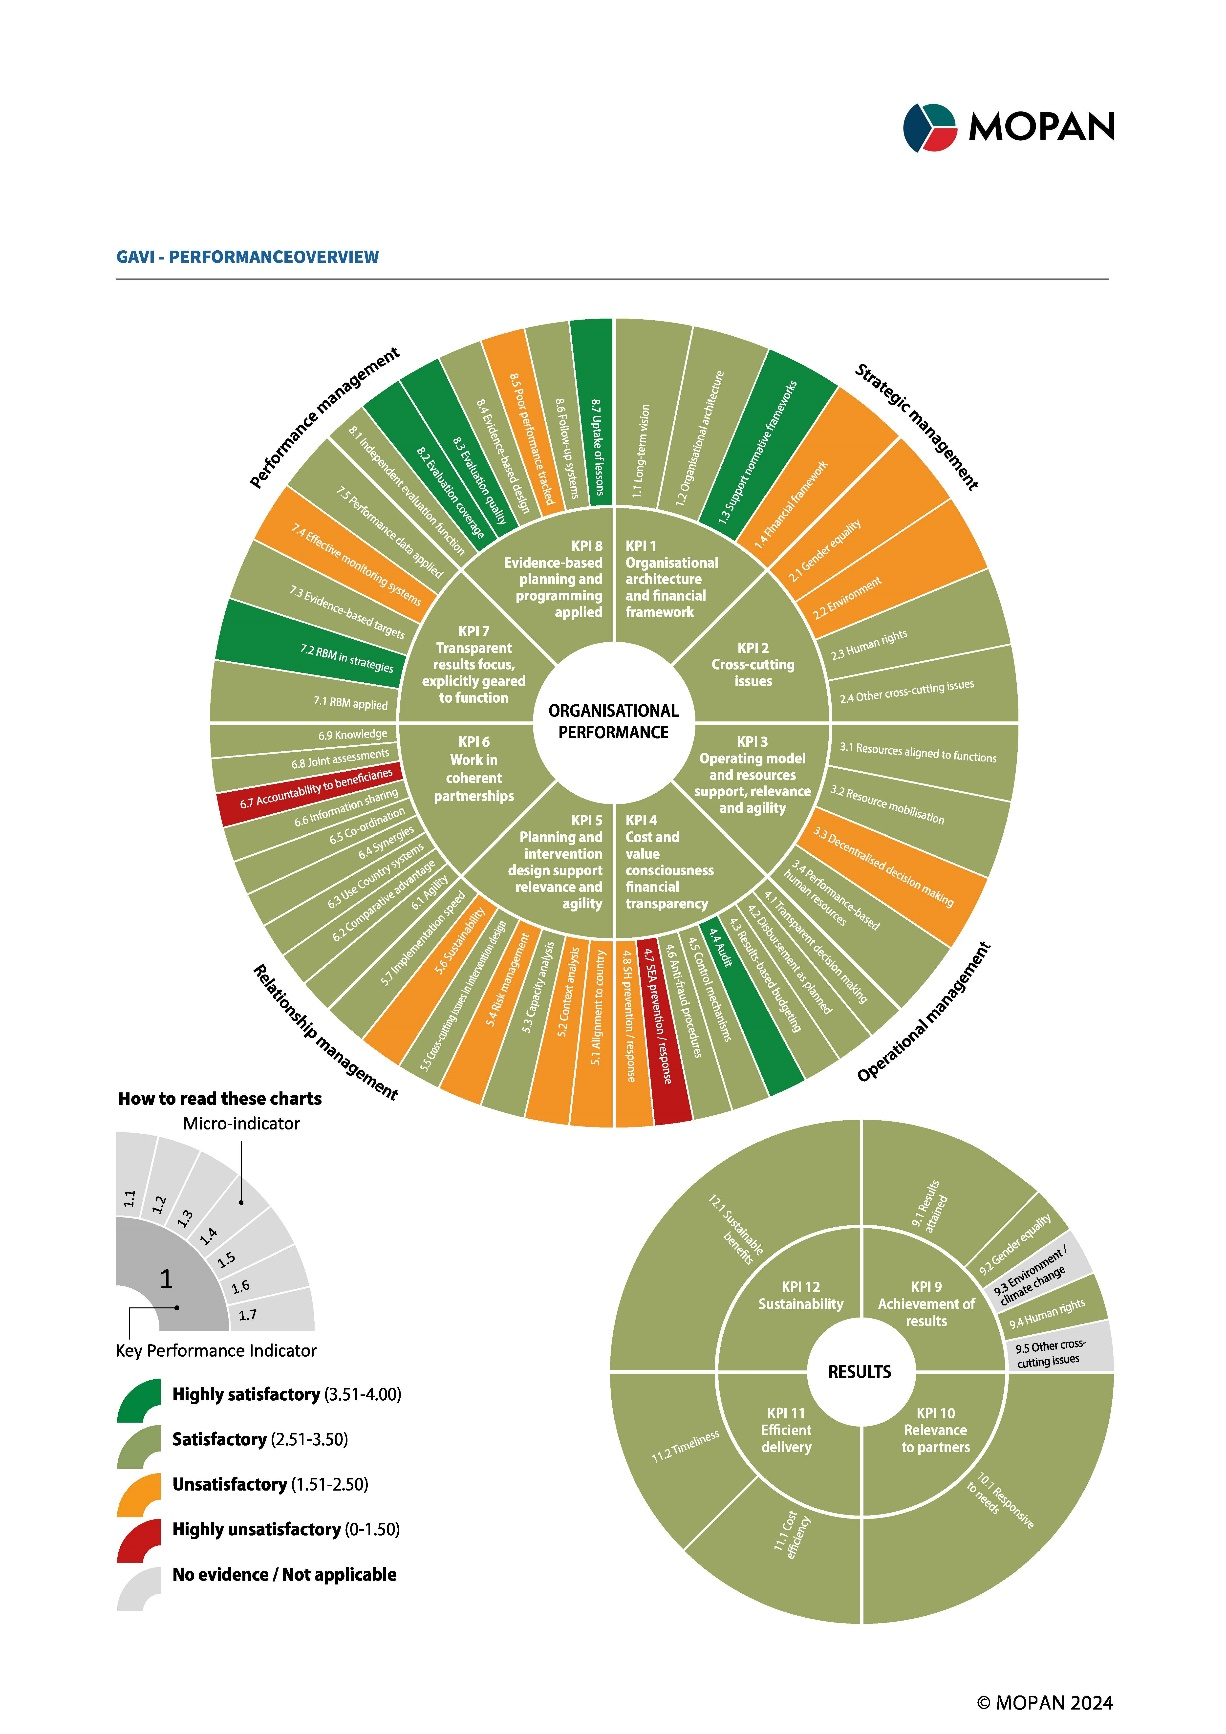 MOPAN
GAVI - PERFORMANCEOVERVIEW
Performance management
Strategic management
Operational management
Relationship management
ORGANISATIONAL
PERFORMANCE
KPI 1
Organisational
architecture
and financial
framework
1.1 Long-term vision
1.2 Organisational architecture
1.3 Support normative frameworks
1.4 Financial framework
KPI 2
Cross-cutting
issues
2.1 Gender equality
2.2 Environment
2.3 Human rights
2.4 Other cross-cutting issues
KPI 3
Operating model
and resources
support, relevance
and agility
3.1 Resources aligned to functions
3.2 Resource mobilisation
3.3 Decentralised decision making
3.4 Performance-based
human resources
KPI 4
Cost and
value
consciousness
financial
transparency
4.1 Transparent decision making
4.2 Disbursement as planned
4.3 Results-based budgeting
4.4 Audit
4.5 Control mechanisms
4.6 Anti-fraud procedures
4.7 SEA prevention / response
4.8 SH prevention / response
KPI 5
Planning and
intervention
design support
relevance and
agility
5.1 Alignment to country
5.2 Context analysis
5.3 Capacity analysis
5.4 Risk management
5.5 Cross-cutting issues in intervention design
5.6 Sustainability
5.7 Implementation speed
KPI 6
Work in
coherent
partnerships
6.1 Agility
6.2 Comparative advantage
6.3 Use Country systems
6.4 Synergies
6.5 Co-ordination
6.6 Information sharing
6.7 Accountability to beneficiaries
6.8 Joint assessments
6.9 Knowledge
KPI 7
Transparent
results focus,
explicitly geared
to function
7.1 RBM applied
7.2 RBM in strategies
7.3 Evidence-based targets
7.4 Effective monitoring systems
7.5 Performance data applied
KPI 8
Evidence-based
planning and
programming
applied
8.1 Independent evaluation function
8.2 Evaluation coverage
8.3 Evaluation quality
8.4 Evidence-based design
8.5 Poor performance tracked
8.6 Follow-up systems
8.7 Uptake of lessons
How to read these charts
Micro-indicator
1.1
1.2
1.3
1.4
1.5
1.6
1.7
1
Key Performance Indicator
Highly satisfactory (3.51-4.00)
Satisfactory (2.51-3.50)
Unsatisfactory (1.51-2.50)
Highly unsatisfactory (0-1.50)
No evidence / Not applicable
RESULTS
KPI 9
Achievement of
results
9.1 Results
attained
9.2 Gender equality
9.3 Environment /
climate change
9.4 Human rights
9.5 Other cross-
cutting issues
KPI 10
Relevance
to partners
10.1 Responsive
to needs
KPI 11
Efficient
delivery
11.1 Cost
efficiency
11.2 Timeliness
KPI 12
Sustainability
12.1 Sustainable
benefits
© MOPAN 2024